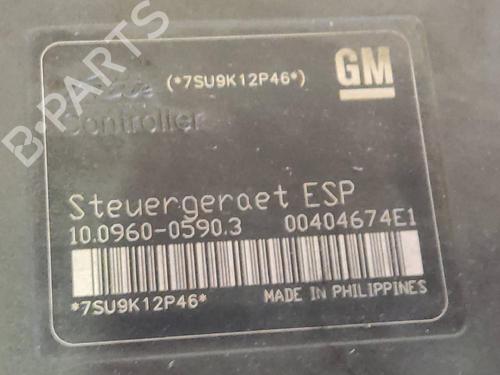 (*7SU9K12P46*)
GM
Controller
Steuergeraet ESP
10.0960-0590.3 00404674E1
*7SU9K12P46*
MADE IN PHILIPPINES
B-PARTS